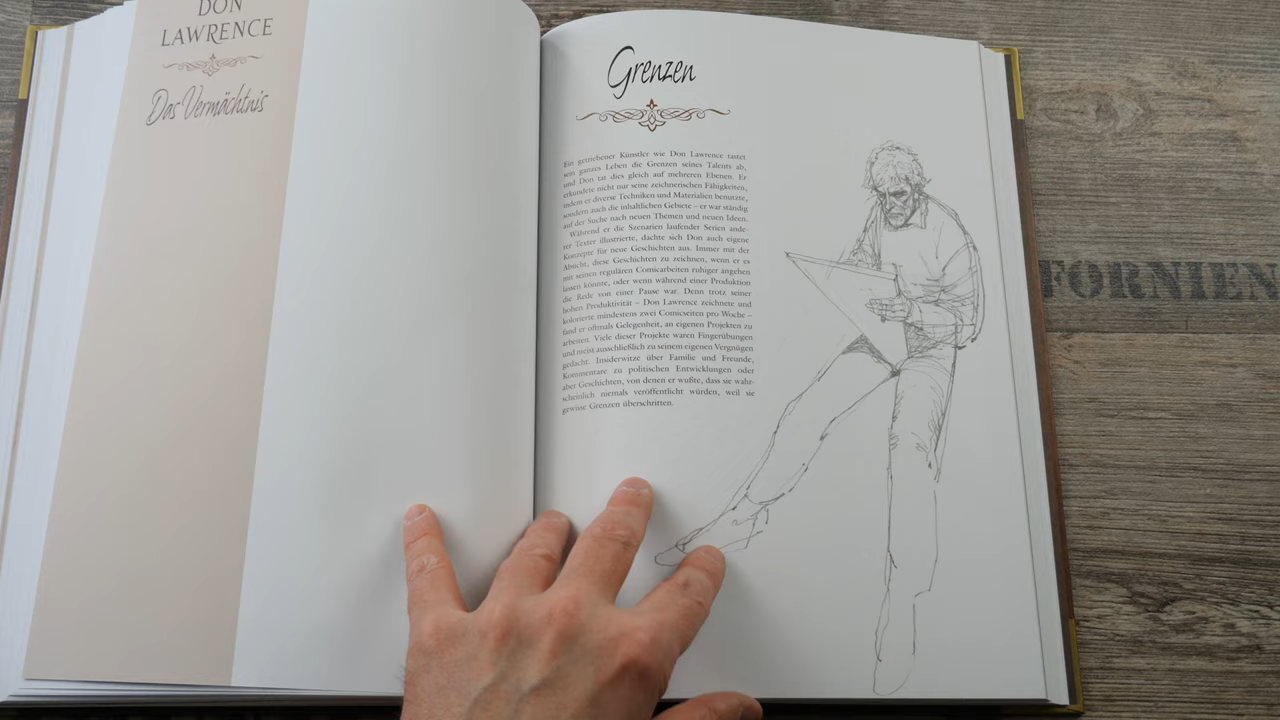 DON
LAWRENCE
Das Vermächtnis
Grenzen
Ein getriebener Künstler wie Don Lawrence tastet
sein ganzes Leben die Grenzen seines Talents ab,
und Don tat dies gleich auf mehreren Ebenen. Er
erkundete nicht nur seine zeichnerischen Fähigkeiten,
indem er diverse Techniken und Materialien benutzte,
sondern auch die inhaltlichen Gebiete – er war ständig
auf der Suche nach neuen Themen und neuen Ideen.
Während er die Szenarien laufender Serien ande-
rer Texter illustrierte, dachte sich Don auch eigene
Konzepte für neue Geschichten aus. Immer mit der
Absicht, diese Geschichten zu zeichnen, wenn er es
mit seinen regulären Comicarbeiten ruhiger angehen
lassen könnte, oder wenn während einer Produktion
die Rede von einer Pause war. Denn trotz seiner
hohen Produktivität – Don Lawrence zeichnete und
kolorierte mindestens zwei Comicseiten pro Woche –
fand er oftmals Gelegenheit, an eigenen Projekten zu
arbeiten. Viele dieser Projekte waren Fingerübungen
und meist ausschließlich zu seinem eigenen Vergnügen
gedacht. Insiderwitze über Familie und Freunde,
Kommentare zu politischen Entwicklungen oder
aber Geschichten, von denen er wußte, dass sie wahr-
scheinlich niemals veröffentlicht würden, weil sie
gewisse Grenzen überschritten.
FORNIEN